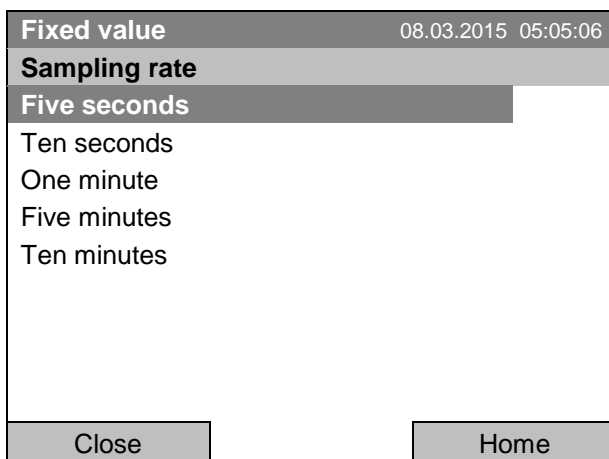 Fixed value 08.03.2015 05:05:06
Sampling rate
Five seconds
Ten seconds
One minute
Five minutes
Ten minutes
Close Home